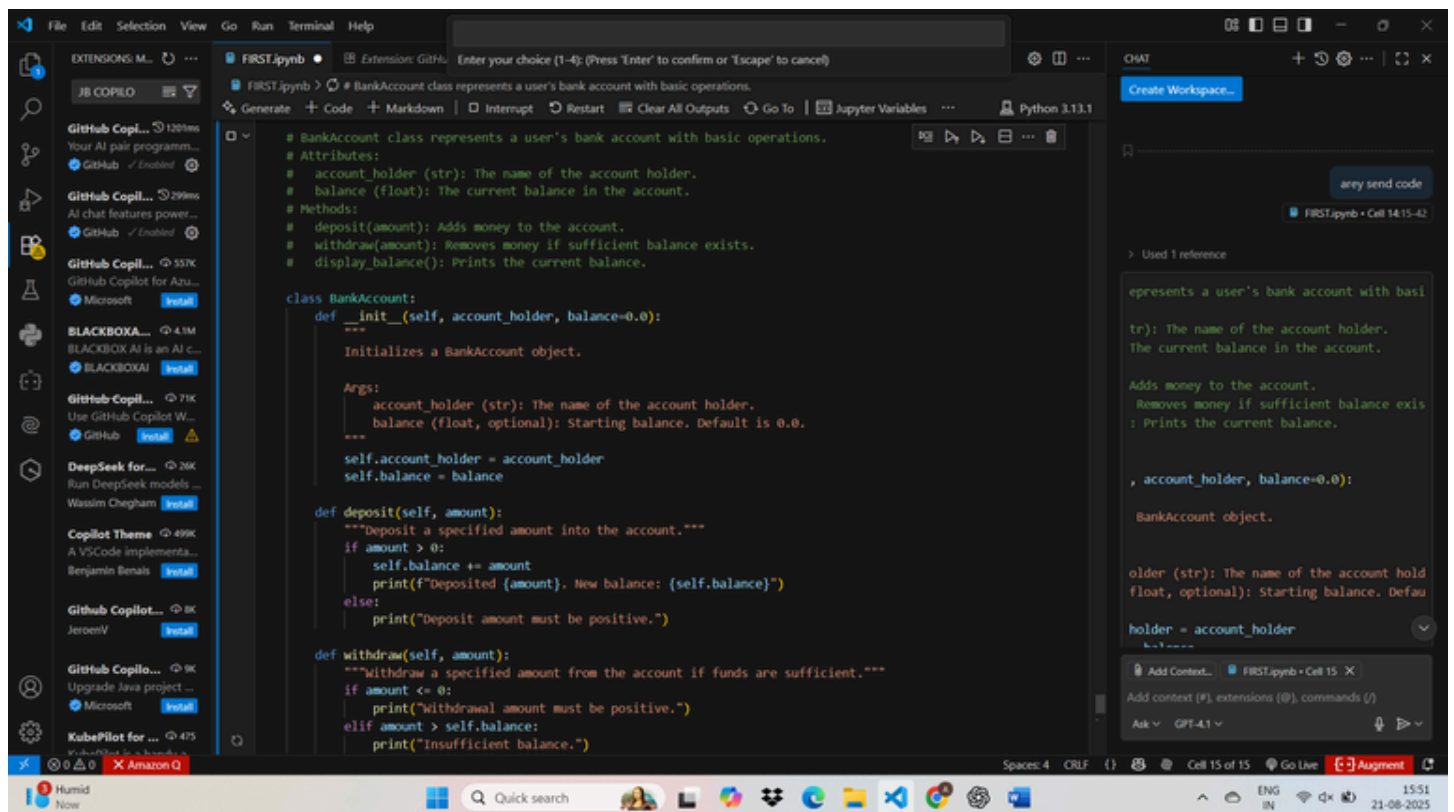 File Edit Selection View Go Run Terminal Help
Enter your choice (1-4): (Press 'Enter' to confirm or 'Escape' to cancel)
EXTENSIONS: M...
JB COPILO
GitHub Copi... 1201ms
Your AI pair programm...
GitHub ✓ Enabled
GitHub Copil... 299ms
AI chat features power...
GitHub ✓ Enabled
GitHub Copil... 557K
GitHub Copilot for Azu...
Microsoft Install
BLACKBOXA... 4.1M
BLACKBOX AI is an AI c...
BLACKBOXAI Install
GitHub Copil... 71K
Use GitHub Copilot W...
GitHub Install
DeepSeek for... 26K
Run DeepSeek models ...
Wassim Chegham Install
Copilot Theme 499K
A VSCode implementa...
Benjamin Benais Install
Github Copilot... 8K
JeroenV Install
GitHub Copilo... 9K
Upgrade Java project ...
Microsoft Install
KubePilot for ... 475
FIRST.ipynb Extension: GitHu
FIRST.ipynb > # BankAccount class represents a user's bank account with basic operations.
Generate + Code + Markdown | Interrupt Restart Clear All Outputs Go To | Jupyter Variables ... Python 3.13.1
# BankAccount class represents a user's bank account with basic operations.
# Attributes:
# account_holder (str): The name of the account holder.
# balance (float): The current balance in the account.
# Methods:
# deposit(amount): Adds money to the account.
# withdraw(amount): Removes money if sufficient balance exists.
# display_balance(): Prints the current balance.
class BankAccount:
def __init__(self, account_holder, balance=0.0):
"""
Initializes a BankAccount object.
Args:
account_holder (str): The name of the account holder.
balance (float, optional): Starting balance. Default is 0.0.
"""
self.account_holder = account_holder
self.balance = balance
def deposit(self, amount):
"""Deposit a specified amount into the account."""
if amount > 0:
self.balance += amount
print(f"Deposited {amount}. New balance: {self.balance}")
else:
print("Deposit amount must be positive.")
def withdraw(self, amount):
"""Withdraw a specified amount from the account if funds are sufficient."""
if amount <= 0:
print("Withdrawal amount must be positive.")
elif amount > self.balance:
print("Insufficient balance.")
CHAT
Create Workspace...
arey send code
FIRST.ipynb • Cell 14:15-42
> Used 1 reference
epresents a user's bank account with basi
tr): The name of the account holder.
The current balance in the account.
Adds money to the account.
Removes money if sufficient balance exis
: Prints the current balance.
, account_holder, balance=0.0):
BankAccount object.
older (str): The name of the account hold
float, optional): Starting balance. Defau
holder = account_holder
Add Context... FIRST.ipynb • Cell 15 ×
Add context (#), extensions (@), commands (/)
Ask GPT-4.1
0 0 × Amazon Q Spaces: 4 CRLF {} Cell 15 of 15 Go Live Augment
3 Humid
Now
Quick search
ENG
IN
15:51
21-08-2025